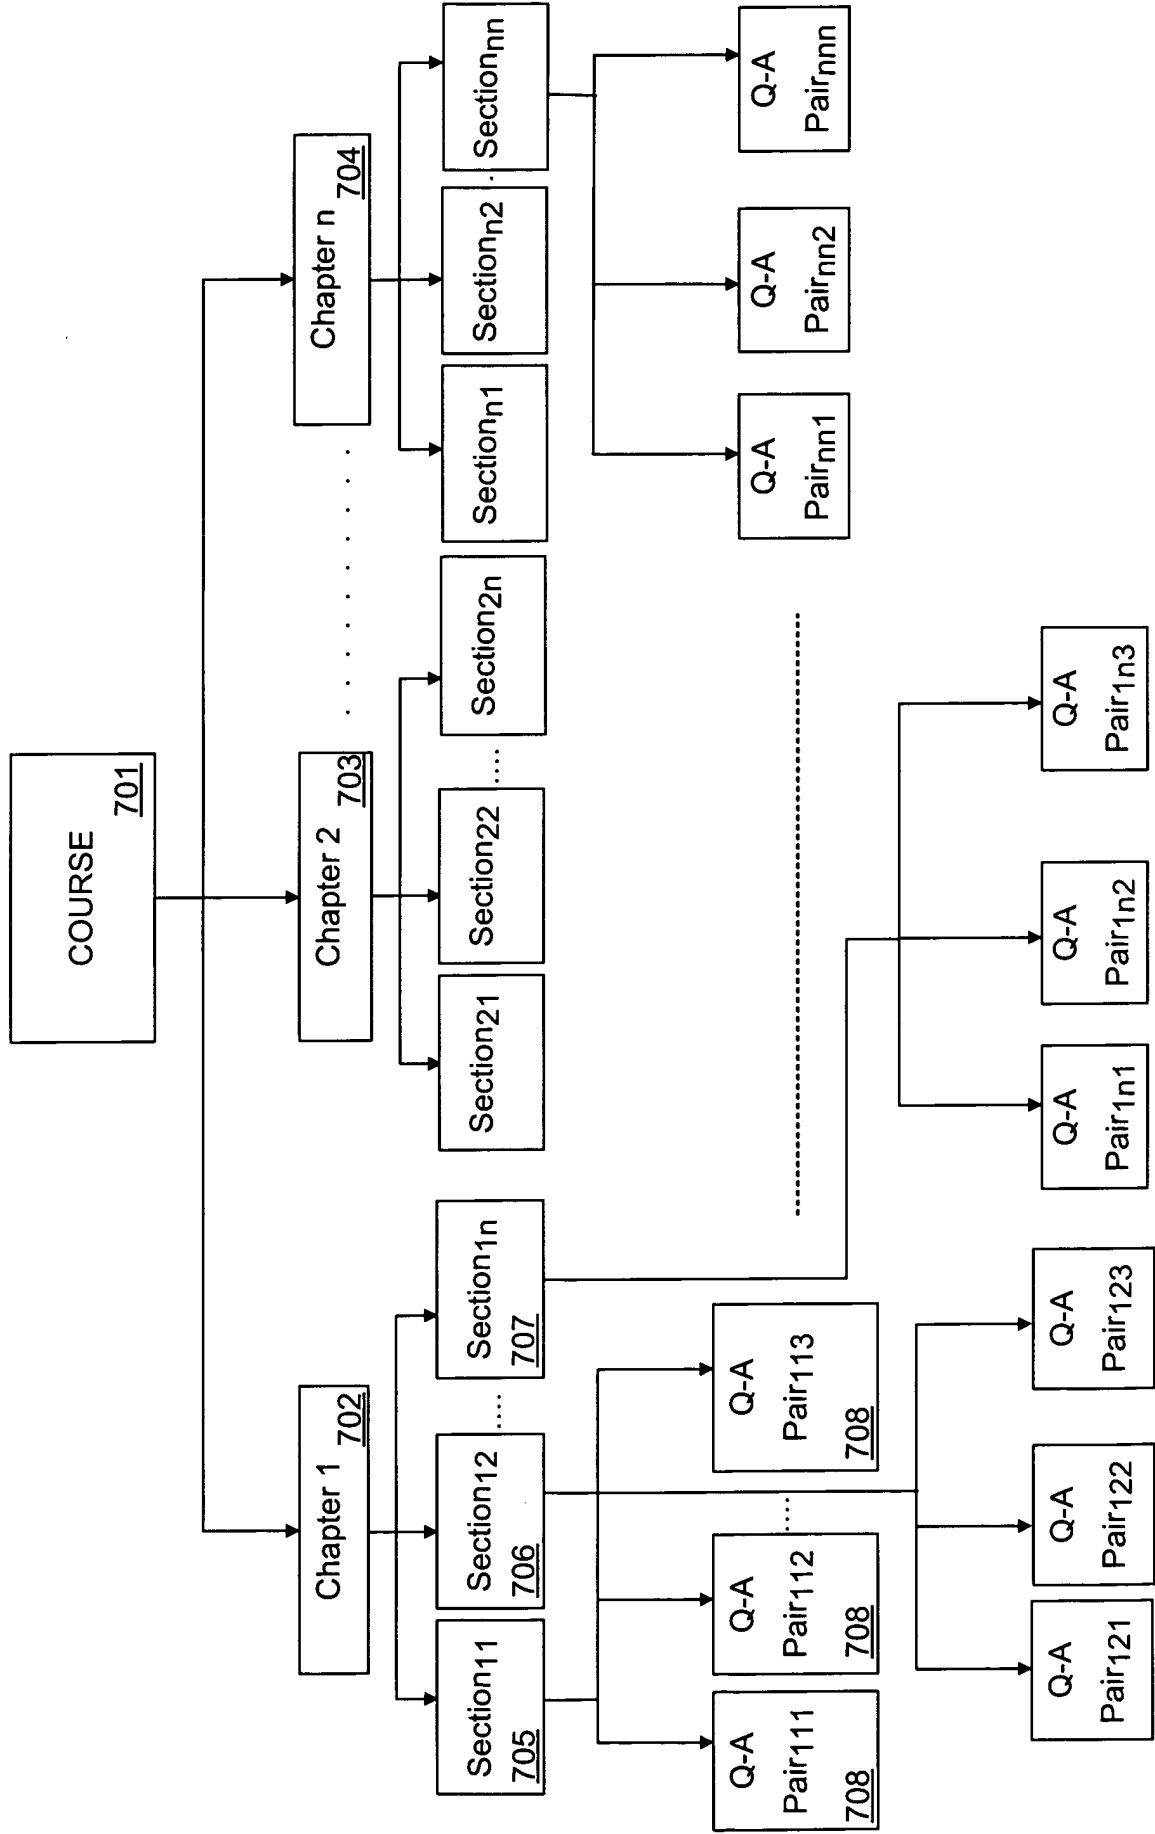 COURSE
701
Chapter 1
702
Chapter 2
703
. . . . . . . . . .
Chapter n
704
Section11
705
Section12
706
....
Section1n
707
Section21
Section22
....
Section2n
Sectionn1
Sectionn2
.
Sectionnn
Q-A
Pair111
708
Q-A
Pair112
708
....
Q-A
Pair113
708
Q-A
Pairnn1
Q-A
Pairnn2
Q-A
Pairnnn
Q-A
Pair121
Q-A
Pair122
Q-A
Pair123
Q-A
Pair1n1
Q-A
Pair1n2
Q-A
Pair1n3